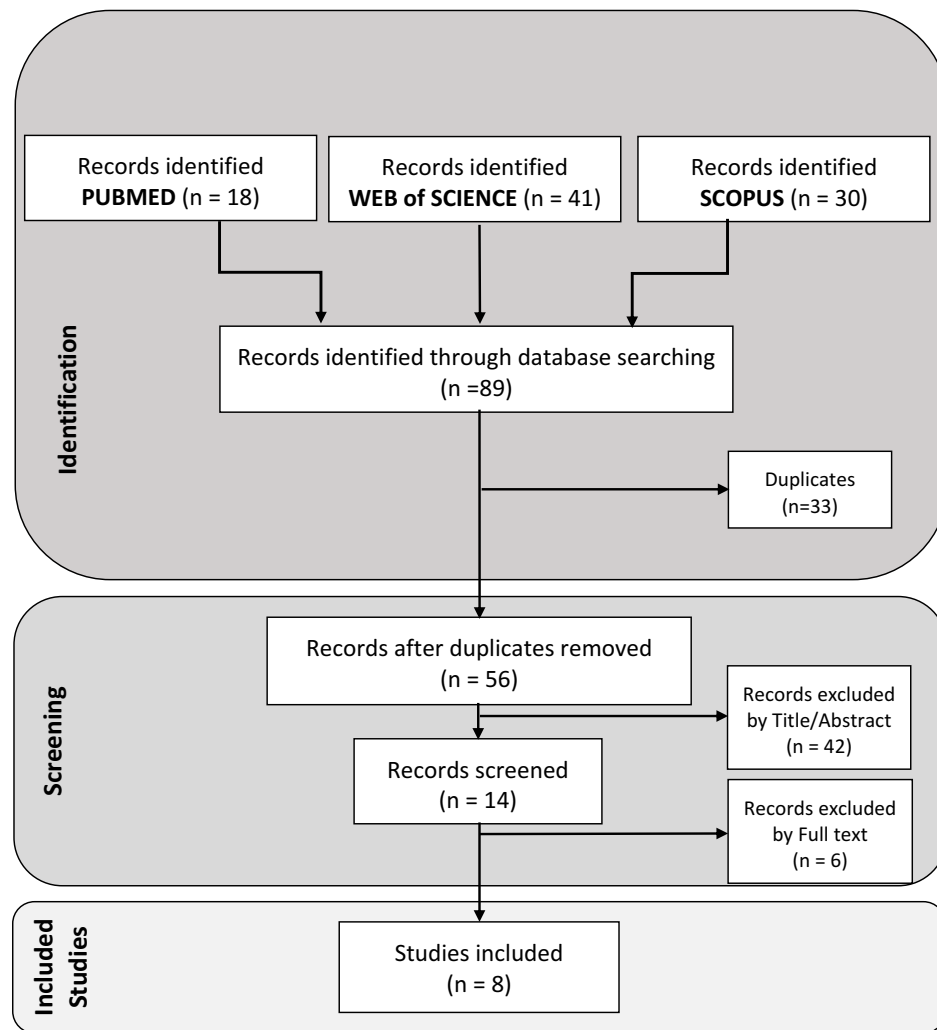 Records identified
PUBMED (n = 18)
Records identified
WEB of SCIENCE (n = 41)
Records identified
SCOPUS (n = 30)
Records identified through database searching
(n =89)
Identification
Duplicates
(n=33)
Records after duplicates removed
(n = 56)
Records excluded
by Title/Abstract
(n = 42)
Screening
Records screened
(n = 14)
Records excluded
by Full text
(n = 6)
Included
Studies
Studies included
(n = 8)